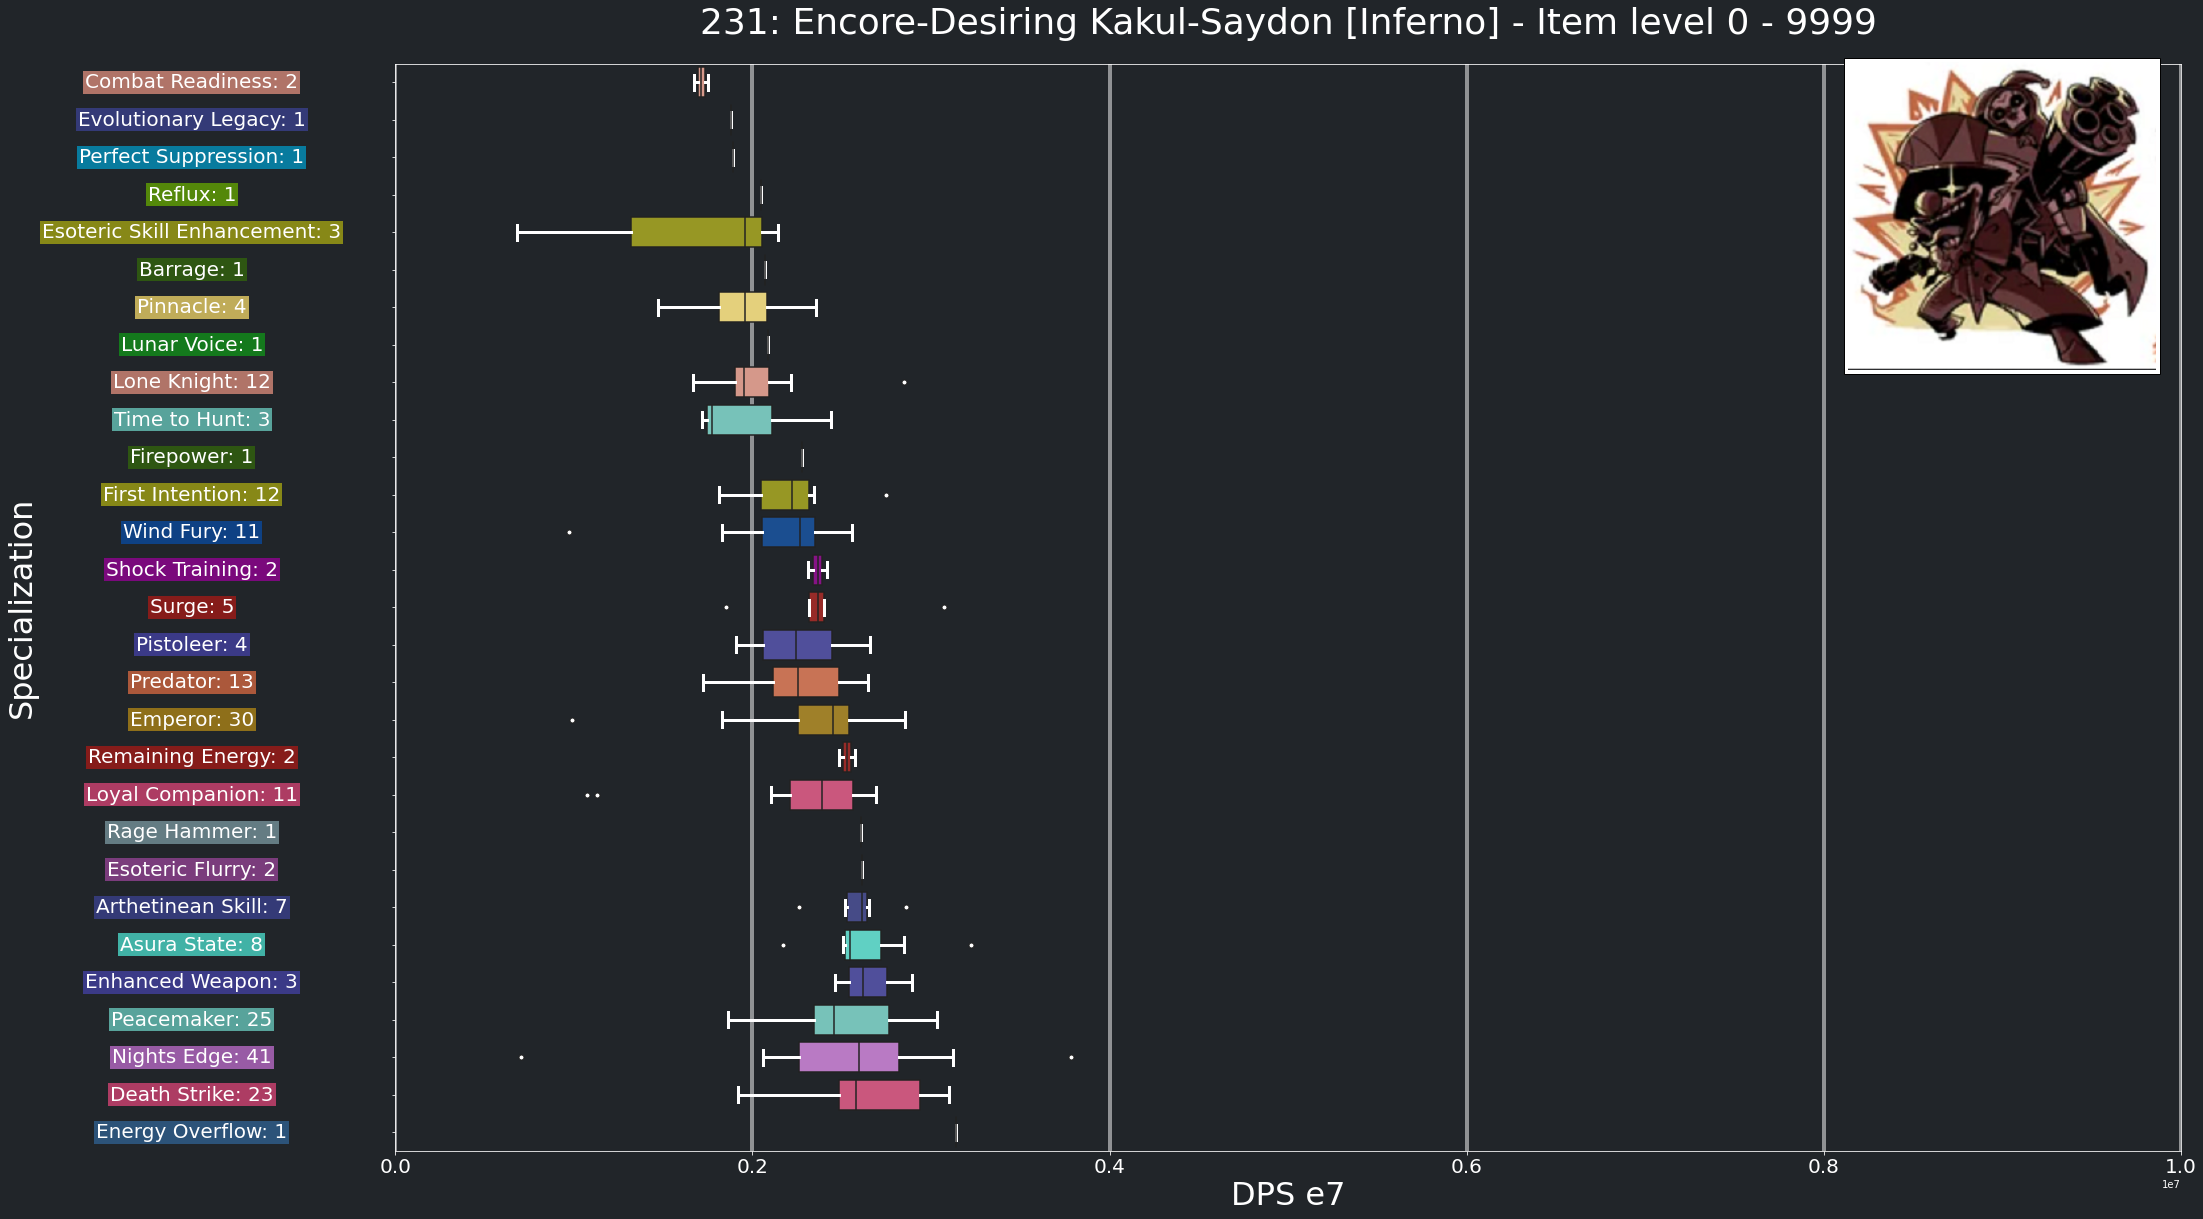 231: Encore-Desiring Kakul-Saydon [Inferno] - Item level 0 - 9999
Specialization
Combat Readiness: 2
Evolutionary Legacy: 1
Perfect Suppression: 1
Reflux: 1
Esoteric Skill Enhancement: 3
Barrage: 1
Pinnacle: 4
Lunar Voice: 1
Lone Knight: 12
Time to Hunt: 3
Firepower: 1
First Intention: 12
Wind Fury: 11
Shock Training: 2
Surge: 5
Pistoleer: 4
Predator: 13
Emperor: 30
Remaining Energy: 2
Loyal Companion: 11
Rage Hammer: 1
Esoteric Flurry: 2
Arthetinean Skill: 7
Asura State: 8
Enhanced Weapon: 3
Peacemaker: 25
Nights Edge: 41
Death Strike: 23
Energy Overflow: 1
0.0 0.2 0.4 0.6 0.8 1.0
1e7
DPS e7